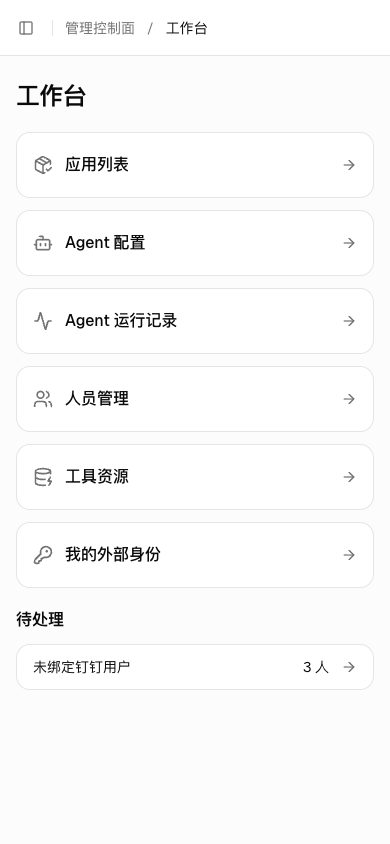 管理控制面 / 工作台
工作台
应用列表
Agent 配置
Agent 运行记录
人员管理
工具资源
我的外部身份
待处理
未绑定钉钉用户 3 人